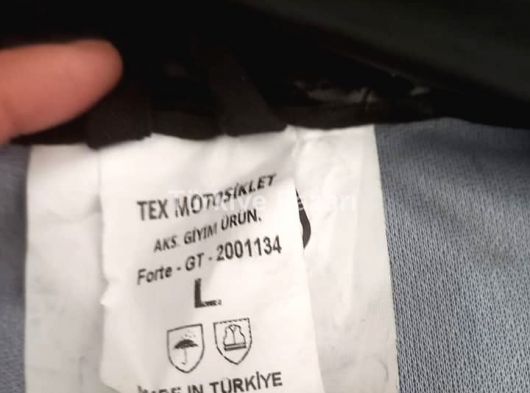 TEX MOTOSİKLET
AKS. GİYİM ÜRÜN.
Forte - GT - 2001134
L
MADE IN TÜRKİYE